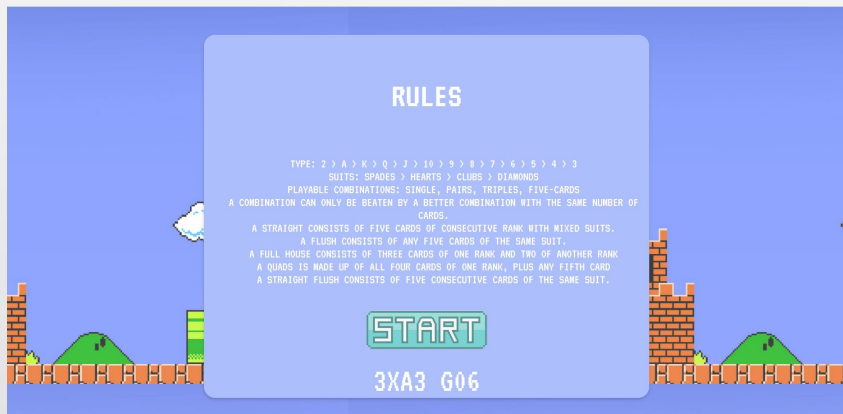 RULES
TYPE: 2 > A > K > Q > J > 10 > 9 > 8 > 7 > 6 > 5 > 4 > 3
SUITS: SPADES > HEARTS > CLUBS > DIAMONDS
PLAYABLE COMBINATIONS: SINGLE, PAIRS, TRIPLES, FIVE-CARDS
A COMBINATION CAN ONLY BE BEATEN BY A BETTER COMBINATION WITH THE SAME NUMBER OF
CARDS.
A STRAIGHT CONSISTS OF FIVE CARDS OF CONSECUTIVE RANK WITH MIXED SUITS.
A FLUSH CONSISTS OF ANY FIVE CARDS OF THE SAME SUIT.
A FULL HOUSE CONSISTS OF THREE CARDS OF ONE RANK AND TWO OF ANOTHER RANK
A QUADS IS MADE UP OF ALL FOUR CARDS OF ONE RANK, PLUS ANY FIFTH CARD
A STRAIGHT FLUSH CONSISTS OF FIVE CONSECUTIVE CARDS OF THE SAME SUIT.
START
3XA3 G06